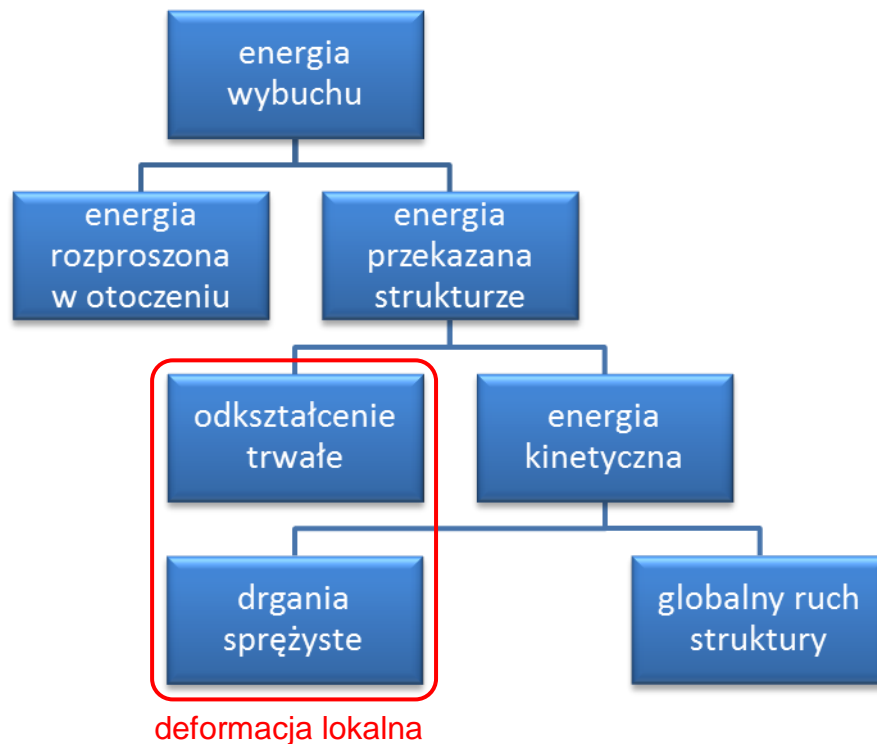 energia
wybuchu
energia
rozproszona
w otoczeniu
energia
przekazana
strukturze
odkształcenie
trwałe
energia
kinetyczna
drgania
sprężyste
globalny ruch
struktury
deformacja lokalna